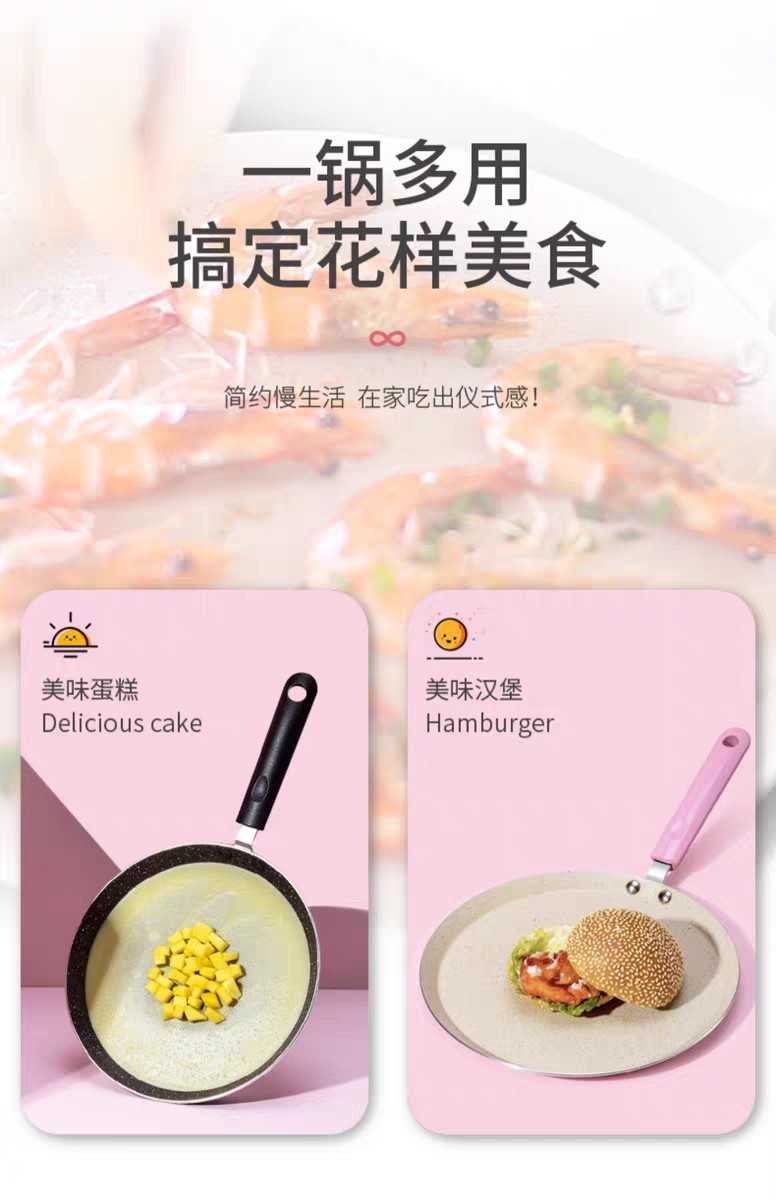 一锅多用
搞定花样美食
简约慢生活 在家吃出仪式感!
美味蛋糕
Delicious cake
美味汉堡
Hamburger